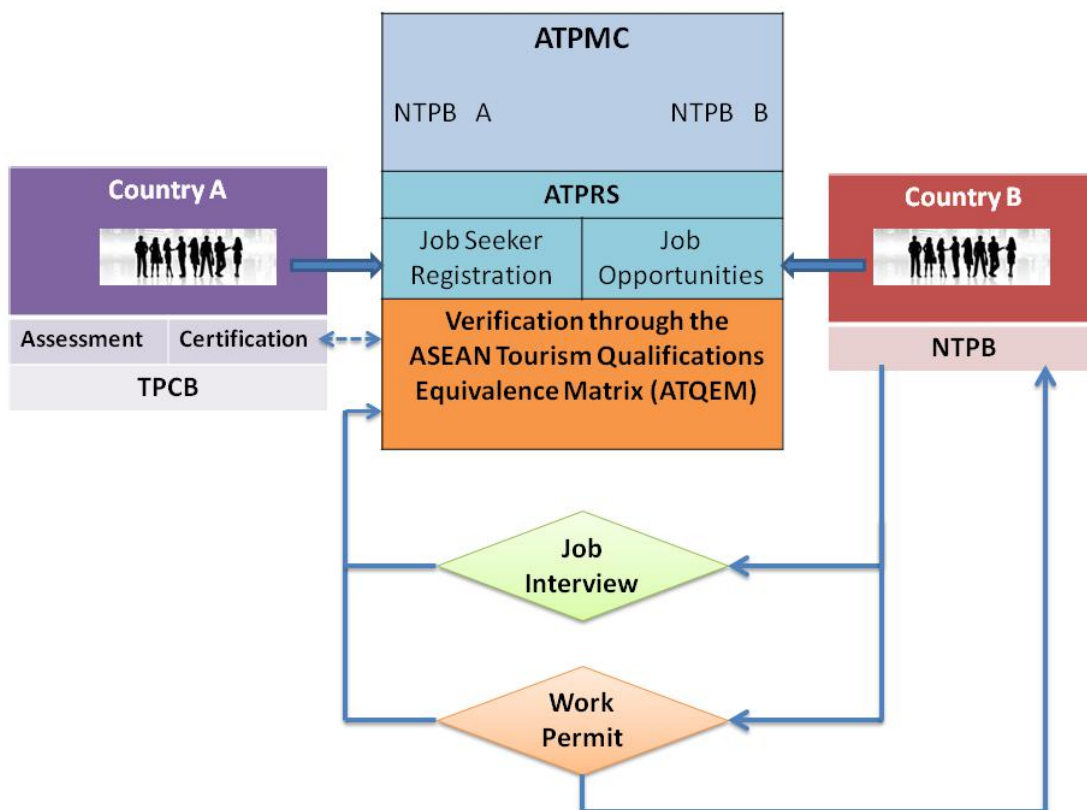 ATPMC
NTPB A
NTPB B
Country A
ATPRS
Country B
Job Seeker
Registration
Job
Opportunities
Assessment
Certification
TPCB
Verification through the
ASEAN Tourism Qualifications
Equivalence Matrix (ATQEM)
NTPB
Job
Interview
Work
Permit